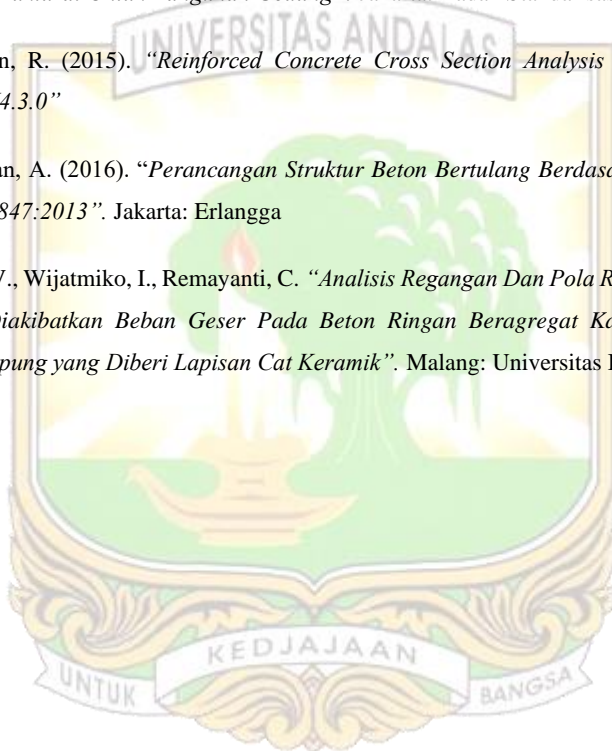 UNIVERSITAS ANDALAS
n, R. (2015). “Reinforced Concrete Cross Section Analysis
4.3.0”
an, A. (2016). “Perancangan Struktur Beton Bertulang Berdasa
847:2013”. Jakarta: Erlangga
V., Wijatmiko, I., Remayanti, C. “Analisis Regangan Dan Pola R
Diakibatkan Beban Geser Pada Beton Ringan Beragregat Ka
pung yang Diberi Lapisan Cat Keramik”. Malang: Universitas
KEDJAJAAN
UNTUK
BANGSA